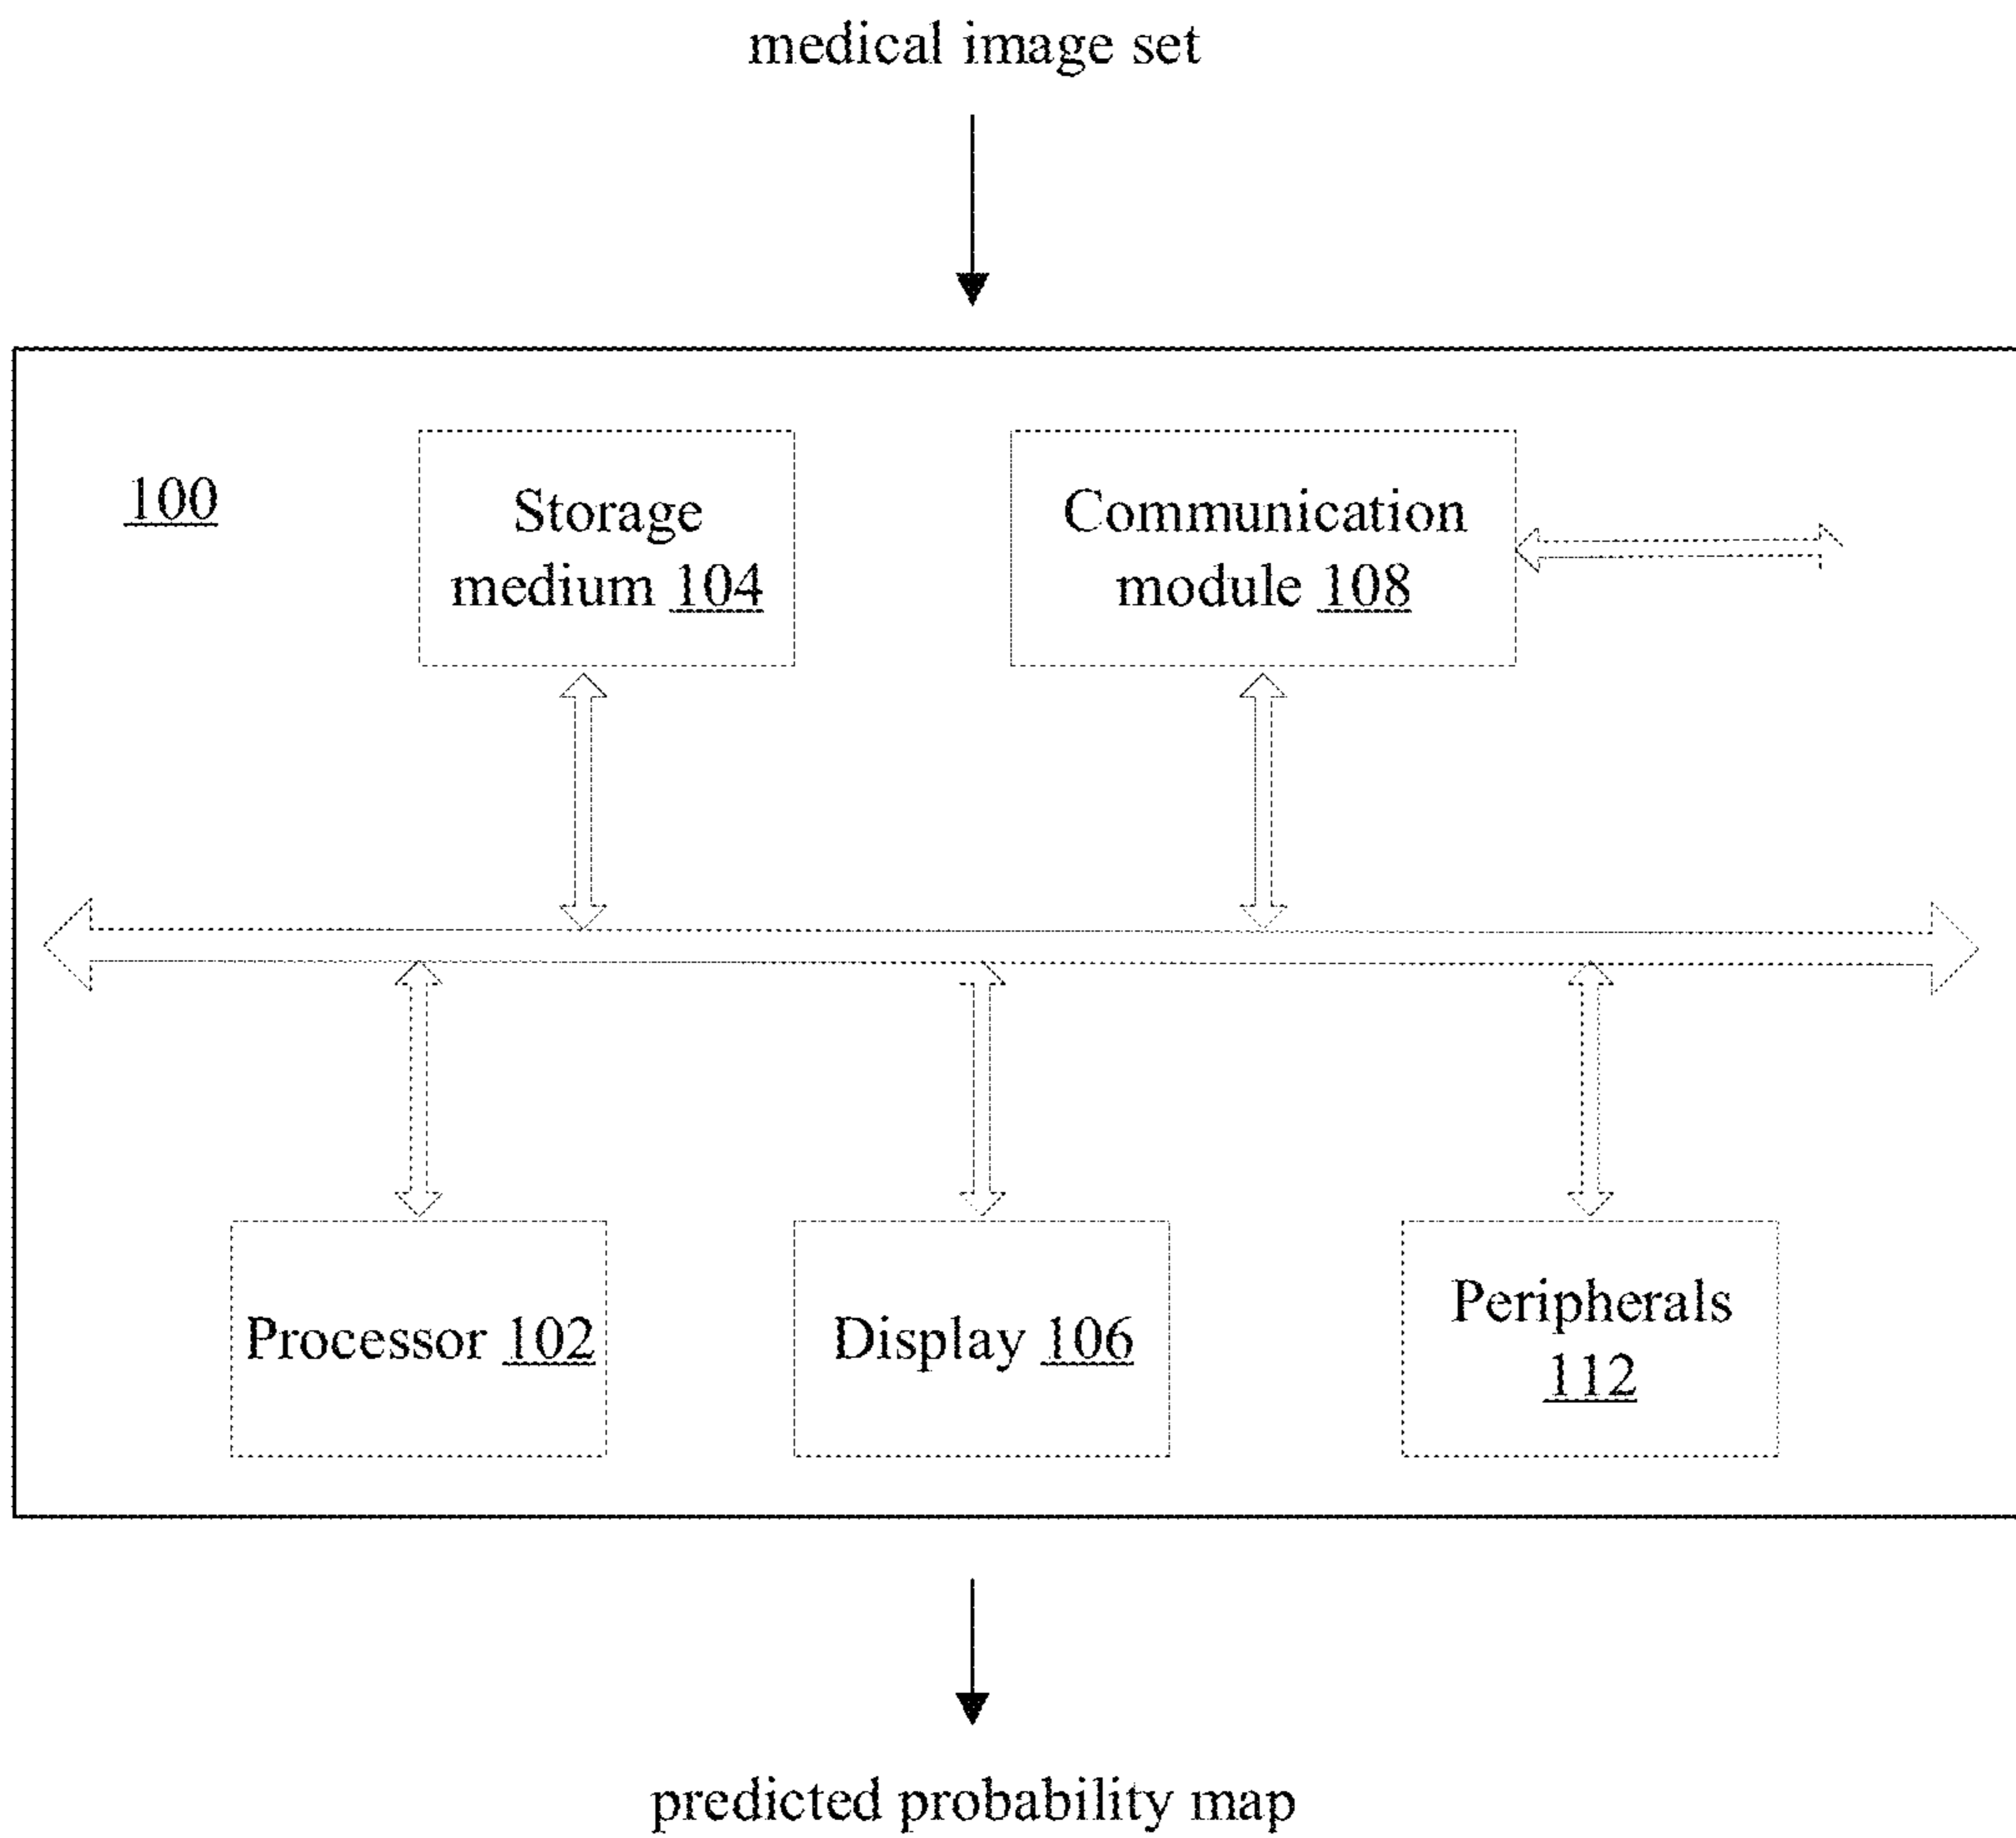 medical image set
100
Storage
medium 104
Communication
module 108
Processor 102
Display 106
Peripherals
112
predicted probability map